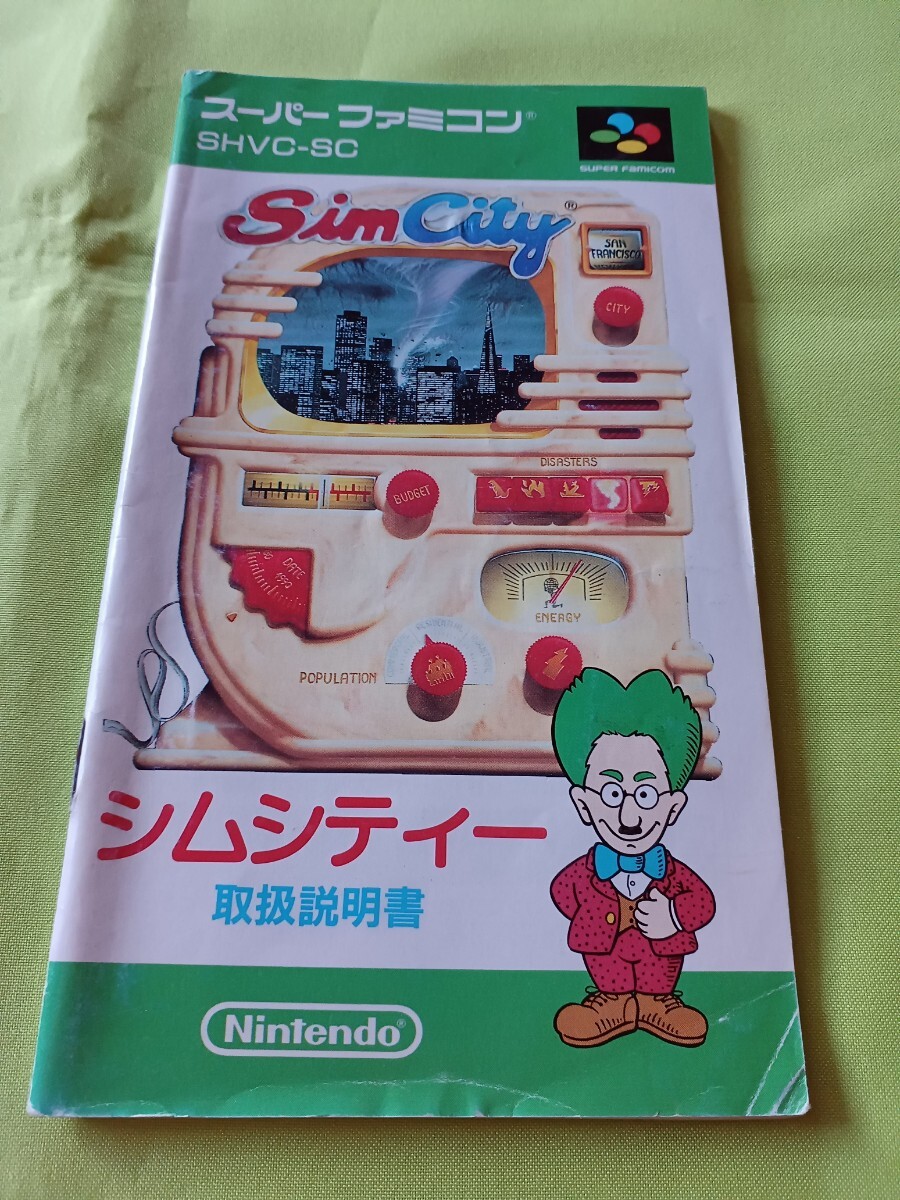 スーパーファミコン®
SHVC-SC
SUPER FAMICOM
SimCity®
SAN
FRANCISCO
CITY
DISASTERS
BUDGET
DATE
ENERGY
POPULATION
シムシティー
取扱説明書
Nintendo®